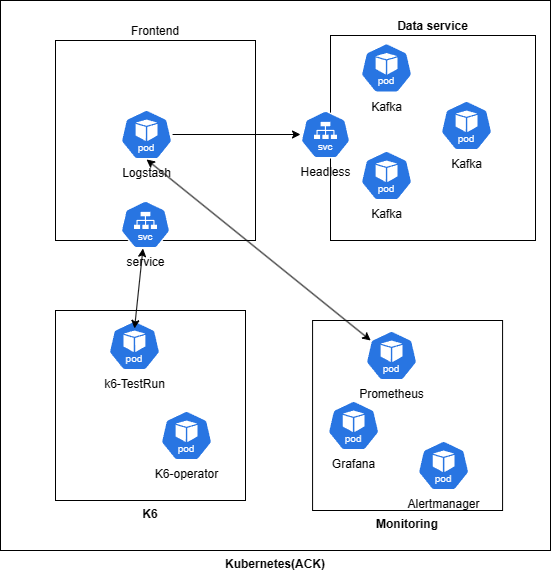 Frontend
Data service
pod
Kafka
pod
Logstash
svc
Headless
pod
Kafka
pod
Kafka
svc
service
pod
k6-TestRun
pod
Prometheus
pod
K6-operator
pod
Grafana
pod
Alertmanager
K6
Monitoring
Kubernetes(ACK)